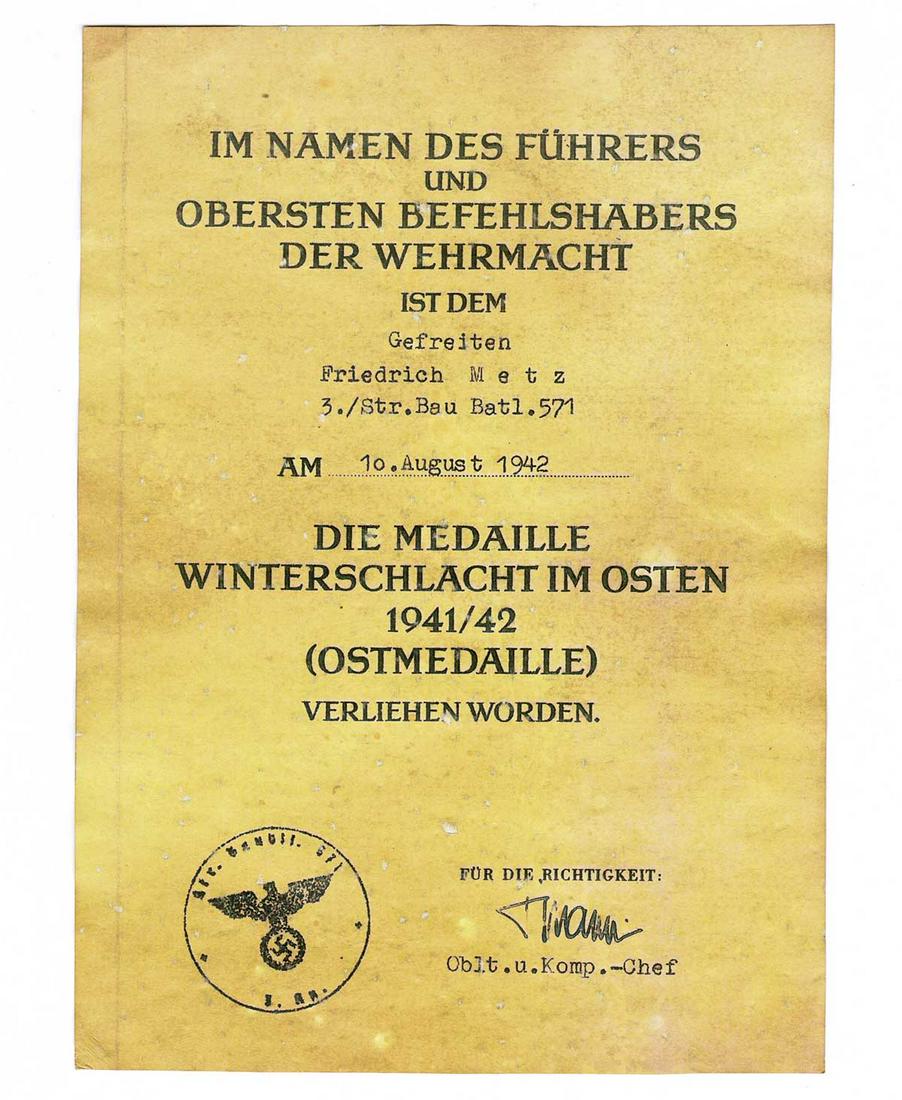 IM NAMEN DES FÜHRERS
UND
OBERSTEN BEFEHLSHABERS
DER WEHRMACHT
IST DEM
Gefreiten
Friedrich M e t z
3./Str.Bau Batl.571
AM 1o.August 1942
DIE MEDAILLE
WINTERSCHLACHT IM OSTEN
1941/42
(OSTMEDAILLE)
VERLIEHEN WORDEN.
FÜR DIE RICHTIGKEIT:
Oblt.u.Komp.-Chef